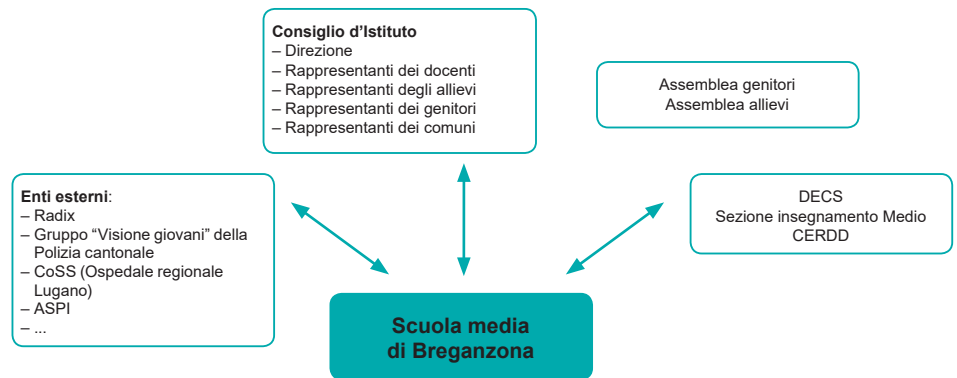 Consiglio d’Istituto
– Direzione
– Rappresentanti dei docenti
– Rappresentanti degli allievi
– Rappresentanti dei genitori
– Rappresentanti dei comuni
Assemblea genitori
Assemblea allievi
Enti esterni:
– Radix
– Gruppo “Visione giovani” della
Polizia cantonale
– CoSS (Ospedale regionale
Lugano)
– ASPI
– ...
DECS
Sezione insegnamento Medio
CERDD
Scuola media
di Breganzona